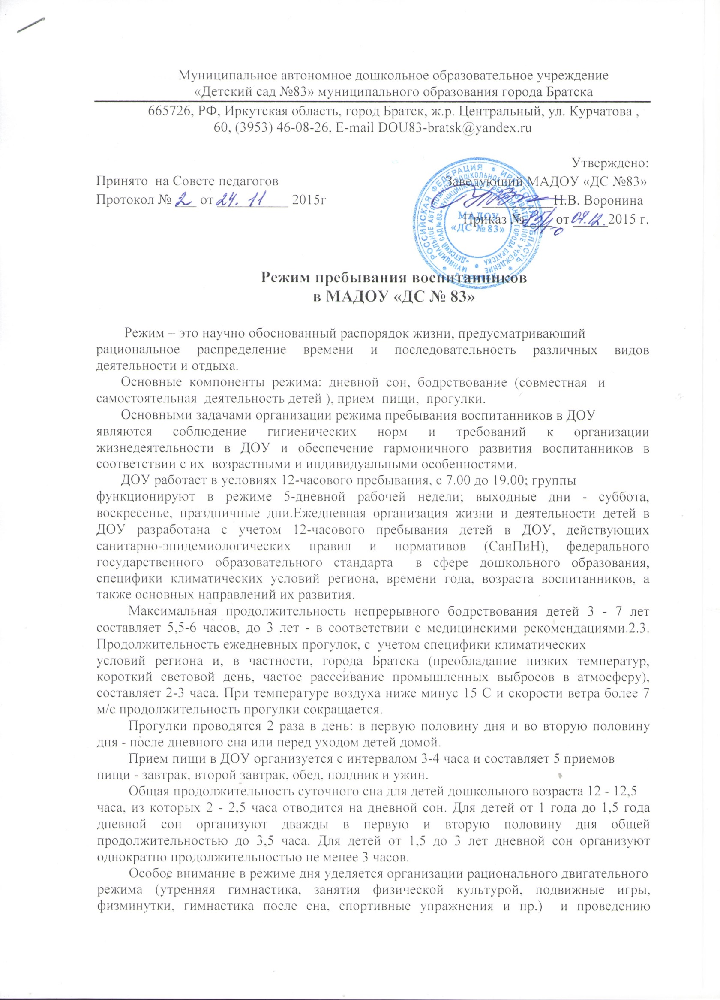 Муниципальное автономное дошкольное образовательное учреждение
«Детский сад №83» муниципального образования города Братска
665726, РФ, Иркутская область, город Братск, ж.р. Центральный, ул. Курчатова ,
60, (3953) 46-08-26, E-mail DOU83-bratsk@yandex.ru
Утверждено:
Принято на Совете педагогов Заведующий МАДОУ «ДС №83»
Протокол № 2 от 24. 11 2015г Н.В. Воронина
Приказ № от 04.12. 2015 г.
РОССИЙСКАЯ ФЕДЕРАЦИЯ • ИРКУТСКАЯ ОБЛАСТЬ
МУНИЦИПАЛЬНОЕ АВТОНОМНОЕ ДОШКОЛЬНОЕ ОБРАЗОВАТЕЛЬНОЕ УЧРЕЖДЕНИЕ
«ДЕТСКИЙ САД №83» МУНИЦИПАЛЬНОГО ОБРАЗОВАНИЯ ГОРОДА БРАТСКА
МАДОУ
«ДС №83»
Режим пребывания воспитанников
в МАДОУ «ДС № 83»
Режим – это научно обоснованный распорядок жизни, предусматривающий
рациональное распределение времени и последовательность различных видов
деятельности и отдыха.
Основные компоненты режима: дневной сон, бодрствование (совместная и
самостоятельная деятельность детей ), прием пищи, прогулки.
Основными задачами организации режима пребывания воспитанников в ДОУ
являются соблюдение гигиенических норм и требований к организации
жизнедеятельности в ДОУ и обеспечение гармоничного развития воспитанников в
соответствии с их возрастными и индивидуальными особенностями.
ДОУ работает в условиях 12-часового пребывания, с 7.00 до 19.00; группы
функционируют в режиме 5-дневной рабочей недели; выходные дни - суббота,
воскресенье, праздничные дни.Ежедневная организация жизни и деятельности детей в
ДОУ разработана с учетом 12-часового пребывания детей в ДОУ, действующих
санитарно-эпидемиологических правил и нормативов (СанПиН), федерального
государственного образовательного стандарта в сфере дошкольного образования,
специфики климатических условий региона, времени года, возраста воспитанников, а
также основных направлений их развития.
Максимальная продолжительность непрерывного бодрствования детей 3 - 7 лет
составляет 5,5-6 часов, до 3 лет - в соответствии с медицинскими рекомендациями.2.3.
Продолжительность ежедневных прогулок, с учетом специфики климатических
условий региона и, в частности, города Братска (преобладание низких температур,
короткий световой день, частое рассеивание промышленных выбросов в атмосферу),
составляет 2-3 часа. При температуре воздуха ниже минус 15 С и скорости ветра более 7
м/с продолжительность прогулки сокращается.
Прогулки проводятся 2 раза в день: в первую половину дня и во вторую половину
дня - после дневного сна или перед уходом детей домой.
Прием пищи в ДОУ организуется с интервалом 3-4 часа и составляет 5 приемов
пищи - завтрак, второй завтрак, обед, полдник и ужин.
Общая продолжительность суточного сна для детей дошкольного возраста 12 - 12,5
часа, из которых 2 - 2,5 часа отводится на дневной сон. Для детей от 1 года до 1,5 года
дневной сон организуют дважды в первую и вторую половину дня общей
продолжительностью до 3,5 часа. Для детей от 1,5 до 3 лет дневной сон организуют
однократно продолжительностью не менее 3 часов.
Особое внимание в режиме дня уделяется организации рационального двигательного
режима (утренняя гимнастика, занятия физической культурой, подвижные игры,
физминутки, гимнастика после сна, спортивные упражнения и пр.) и проведению